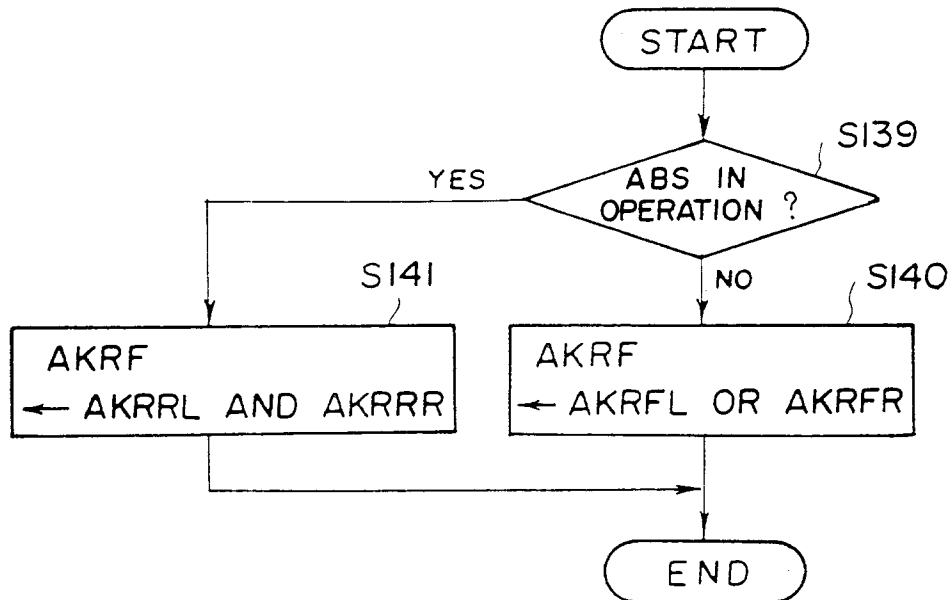 START
S139
ABS IN
OPERATION ?
YES
NO
S141
S140
AKRF
← AKRRL AND AKRRR
AKRF
← AKRFL OR AKRFR
END